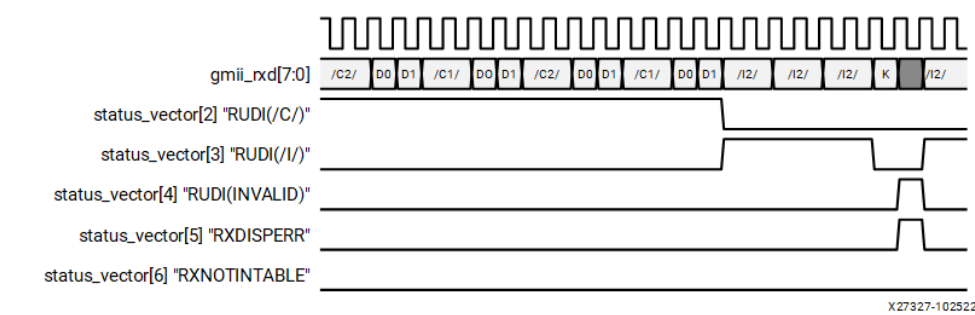 gmii_rxd[7:0] /C2/ D0 D1 /C1/ D0 D1 /C2/ D0 D1 /C1/ D0 D1 /I2/ /I2/ /I2/ K /I2/
status_vector[2] "RUDI(/C/)"
status_vector[3] "RUDI(/I/)"
status_vector[4] "RUDI(INVALID)"
status_vector[5] "RXDISPERR"
status_vector[6] "RXNOTINTABLE"
X27327-102522